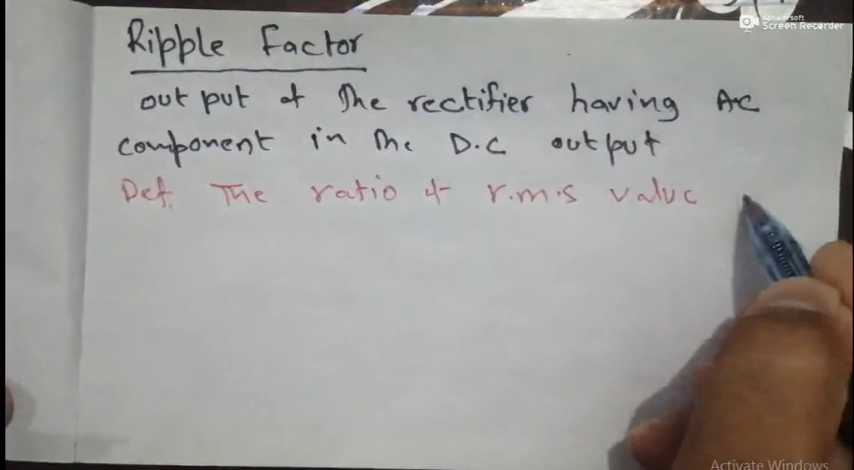 Apowersoft
Screen Recorder
Ripple Factor
out put of the rectifier having AC
component in the D.C output
Def. The ratio of r.m.s value
Activate Windows